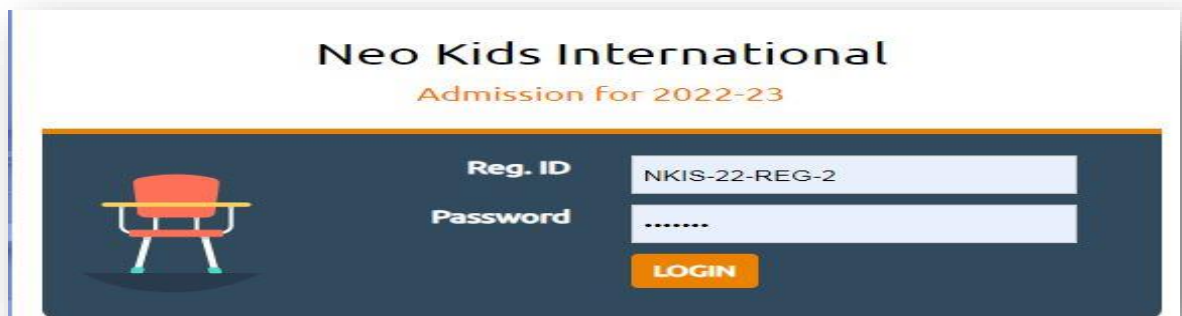 Neo Kids International
Admission for 2022-23
Reg. ID NKIS-22-REG-2
Password •••••••
LOGIN